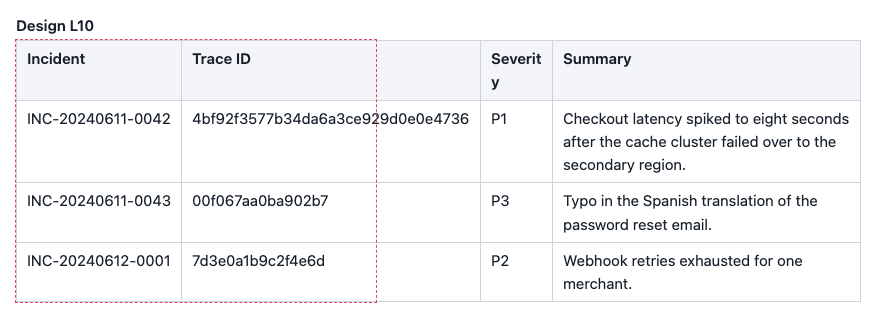 Design L10
Incident Trace ID Severit
y Summary
INC-20240611-0042 4bf92f3577b34da6a3ce929d0e0e4736 P1 Checkout latency spiked to eight seconds
after the cache cluster failed over to the
secondary region.
INC-20240611-0043 00f067aa0ba902b7 P3 Typo in the Spanish translation of the
password reset email.
INC-20240612-0001 7d3e0a1b9c2f4e6d P2 Webhook retries exhausted for one
merchant.